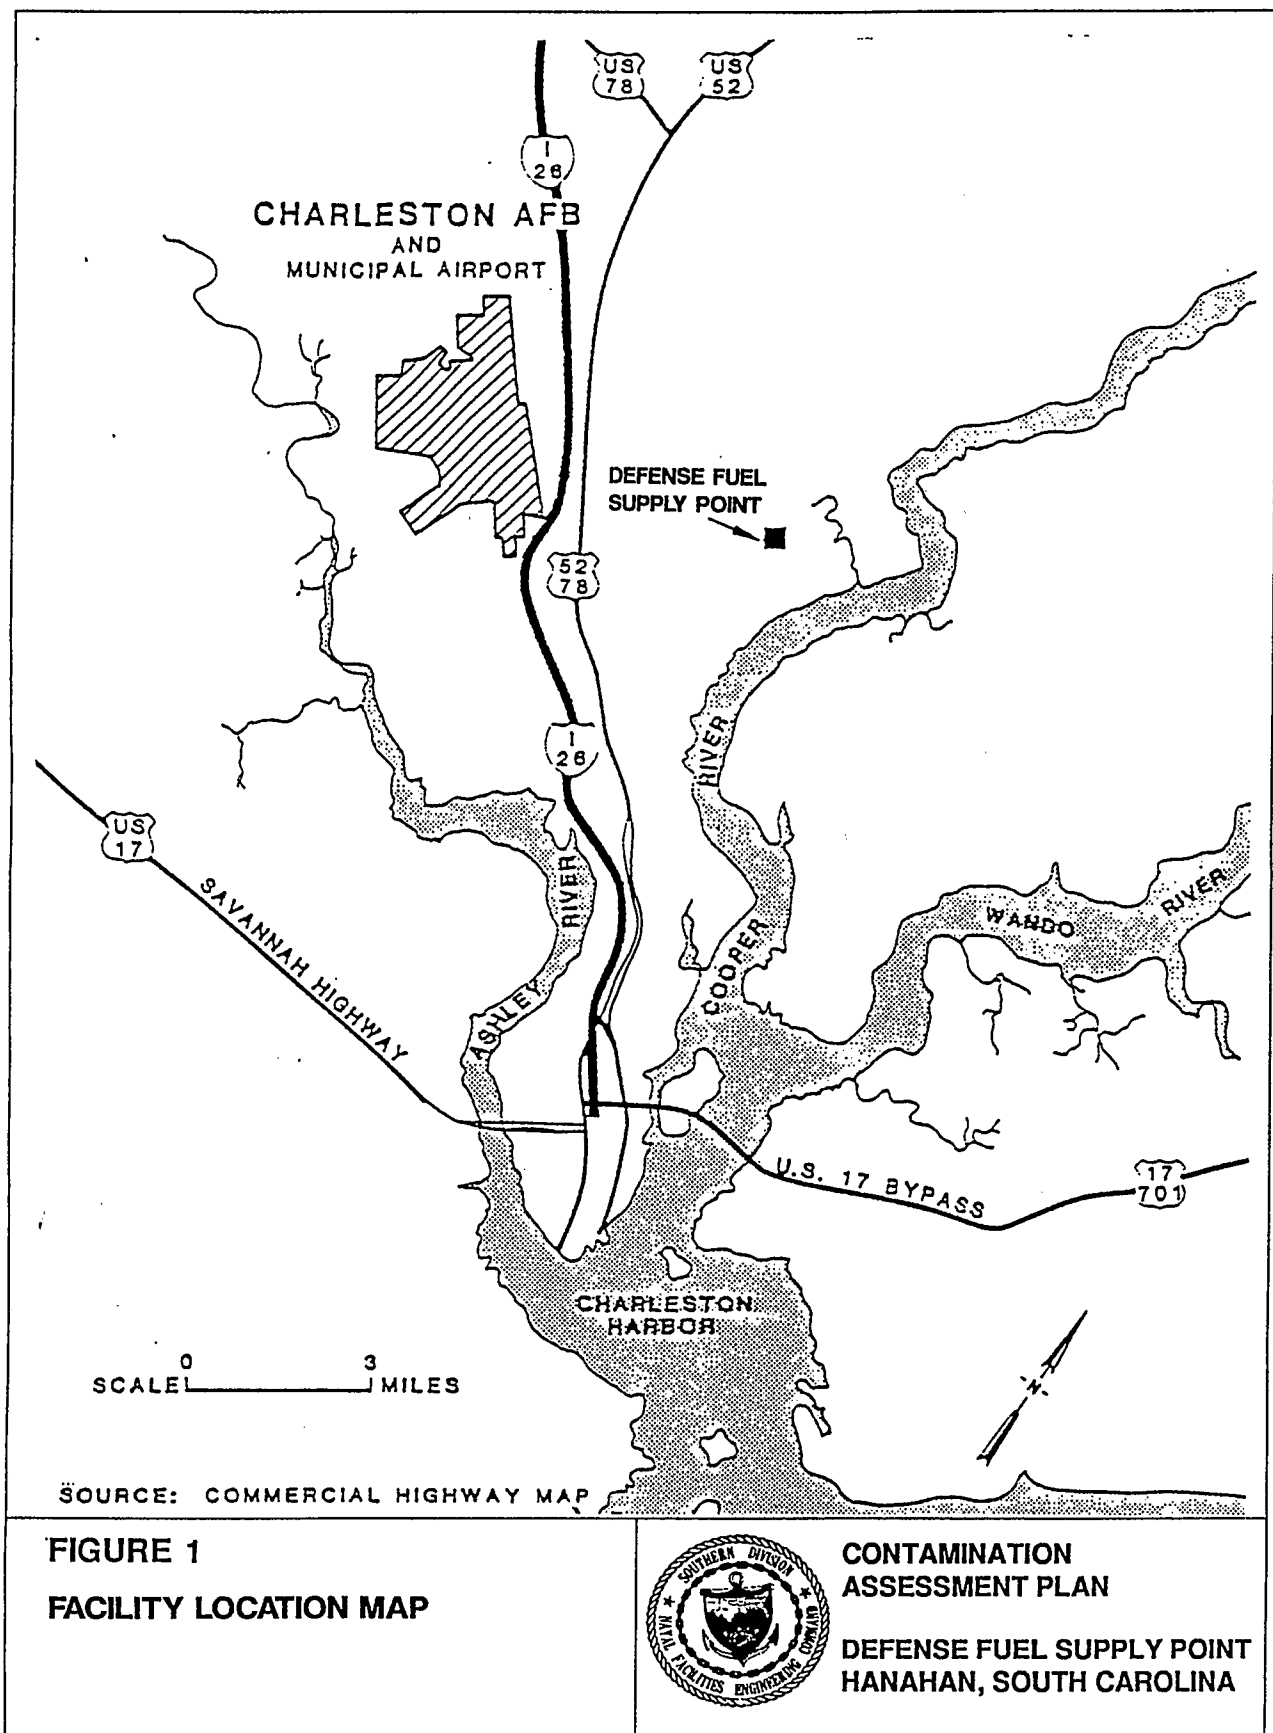 US
78
US
52
I
26
CHARLESTON AFB
AND
MUNICIPAL AIRPORT
DEFENSE FUEL
SUPPLY POINT
52
78
I
26
RIVER
US
17
SAVANNAH HIGHWAY
RIVER
ASHLEY
COOPER
WANDO
RIVER
U.S. 17 BYPASS
17
701
CHARLESTON
HARBOR
0 3
SCALE MILES
-N-
SOURCE: COMMERCIAL HIGHWAY MAP
FIGURE 1
FACILITY LOCATION MAP
SOUTHERN DIVISION
NAVAL FACILITIES ENGINEERING COMMAND
CONTAMINATION
ASSESSMENT PLAN
DEFENSE FUEL SUPPLY POINT
HANAHAN, SOUTH CAROLINA